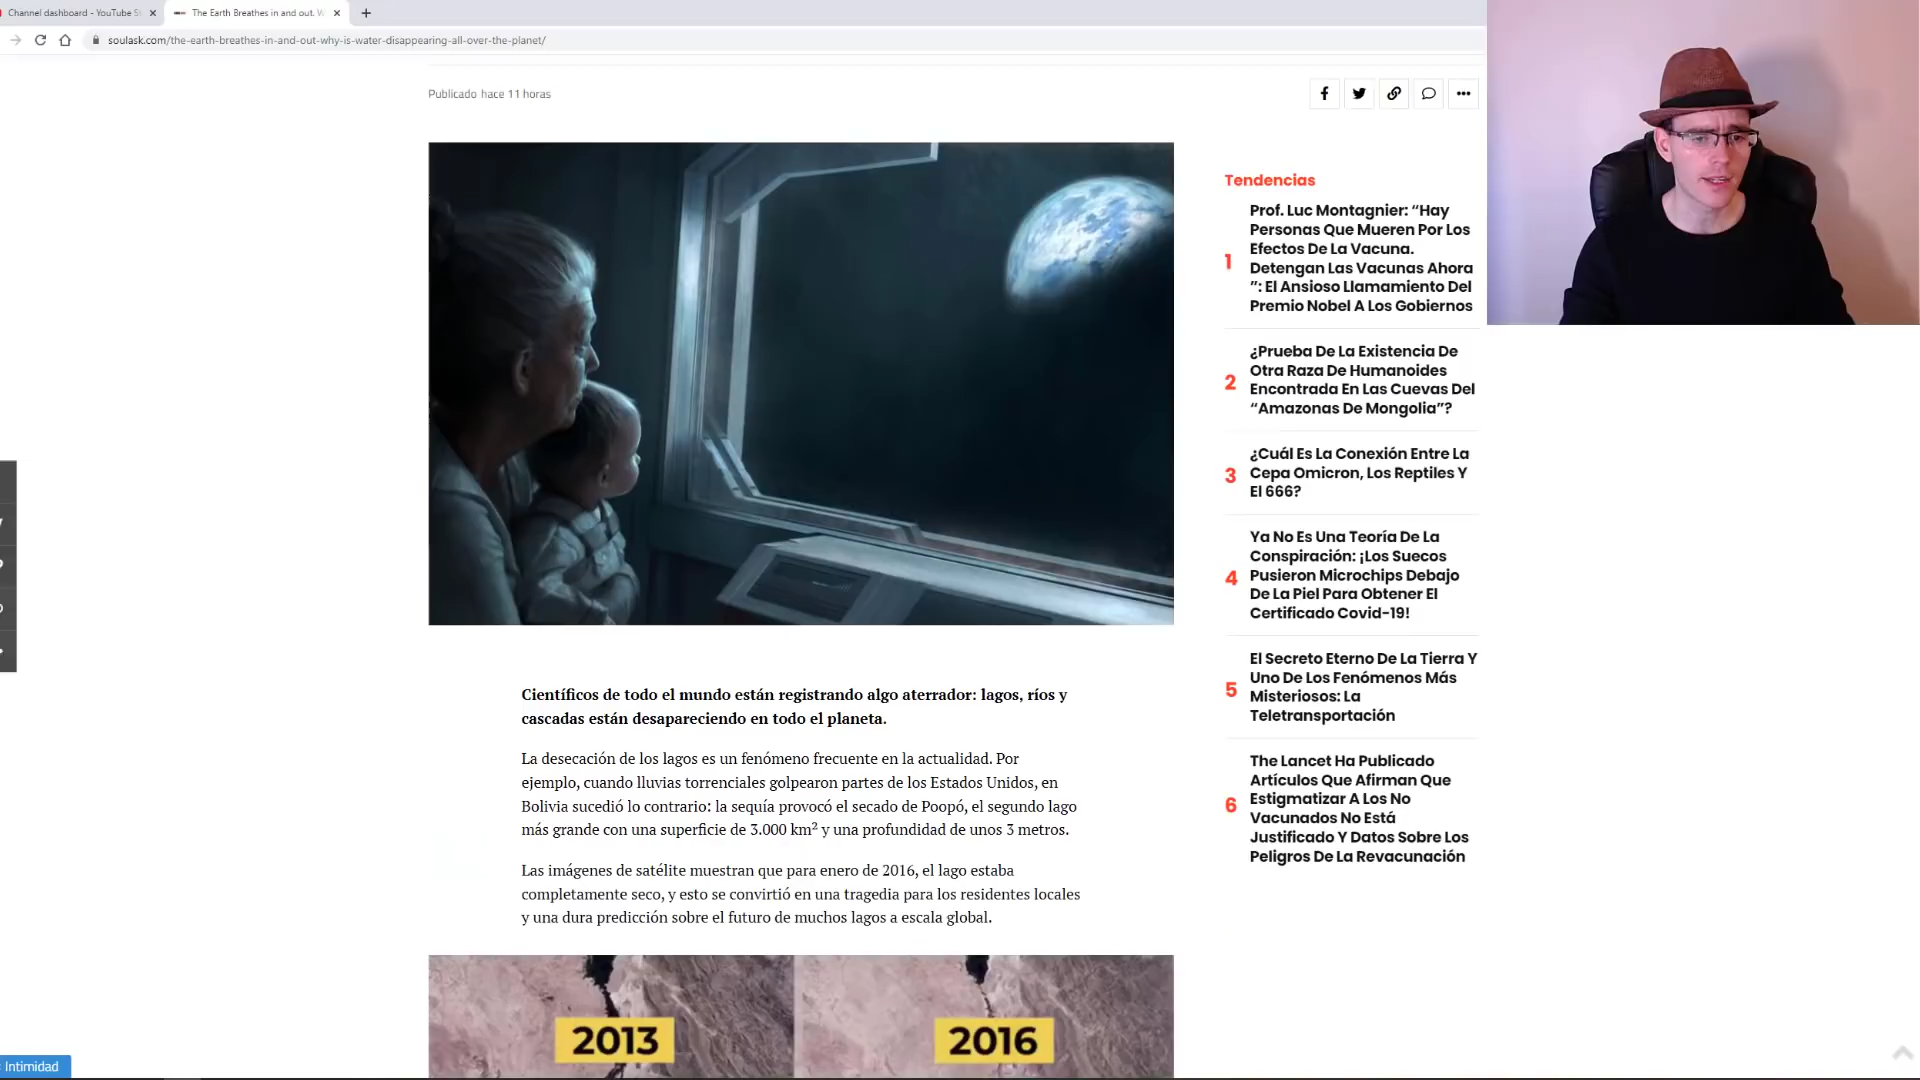 Channel dashboard - YouTube S
The Earth Breathes in and out. W
soulask.com/the-earth-breathes-in-and-out-why-is-water-disappearing-all-over-the-planet/
Publicado hace 11 horas
Tendencias
1
Prof. Luc Montagnier: “Hay
Personas Que Mueren Por Los
Efectos De La Vacuna.
Detengan Las Vacunas Ahora
”: El Ansioso Llamamiento Del
Premio Nobel A Los Gobiernos
2
¿Prueba De La Existencia De
Otra Raza De Humanoides
Encontrada En Las Cuevas Del
“Amazonas De Mongolia”?
3
¿Cuál Es La Conexión Entre La
Cepa Omicron, Los Reptiles Y
El 666?
4
Ya No Es Una Teoría De La
Conspiración: ¡Los Suecos
Pusieron Microchips Debajo
De La Piel Para Obtener El
Certificado Covid-19!
5
El Secreto Eterno De La Tierra Y
Uno De Los Fenómenos Más
Misteriosos: La
Teletransportación
6
The Lancet Ha Publicado
Artículos Que Afirman Que
Estigmatizar A Los No
Vacunados No Está
Justificado Y Datos Sobre Los
Peligros De La Revacunación
Científicos de todo el mundo están registrando algo aterrador: lagos, ríos y
cascadas están desapareciendo en todo el planeta.
La desecación de los lagos es un fenómeno frecuente en la actualidad. Por
ejemplo, cuando lluvias torrenciales golpearon partes de los Estados Unidos, en
Bolivia sucedió lo contrario: la sequía provocó el secado de Poopó, el segundo lago
más grande con una superficie de 3.000 km² y una profundidad de unos 3 metros.
Las imágenes de satélite muestran que para enero de 2016, el lago estaba
completamente seco, y esto se convirtió en una tragedia para los residentes locales
y una dura predicción sobre el futuro de muchos lagos a escala global.
2013
2016
Intimidad